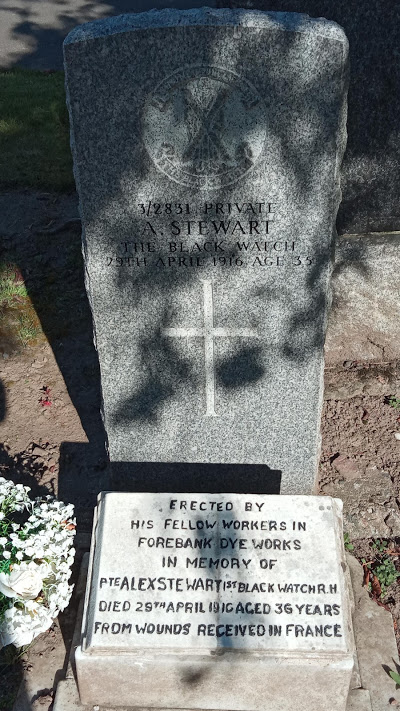 3/2831 PRIVATE
A. STEWART
THE BLACK WATCH
29TH APRIL 1916 AGE 35
ERECTED BY
HIS FELLOW WORKERS IN
FOREBANK DYE WORKS
IN MEMORY OF
PTE ALEX STEWART 1ST BLACK WATCH R.H.
DIED 29TH APRIL 1916 AGED 36 YEARS
FROM WOUNDS RECEIVED IN FRANCE